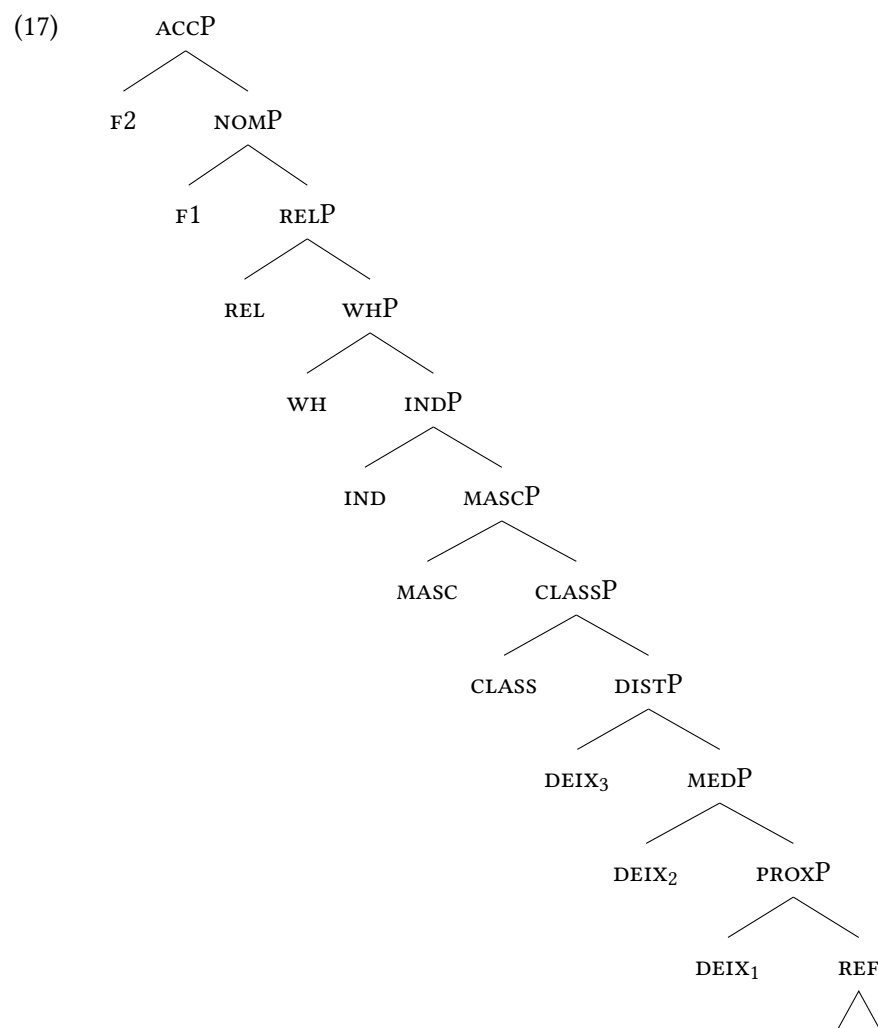 (17) ACCP
F2 NOMP
F1 RELP
REL WHP
WH INDP
IND MASCP
MASC CLASSP
CLASS DISTP
DEIX₃ MEDP
DEIX₂ PROXP
DEIX₁ REF